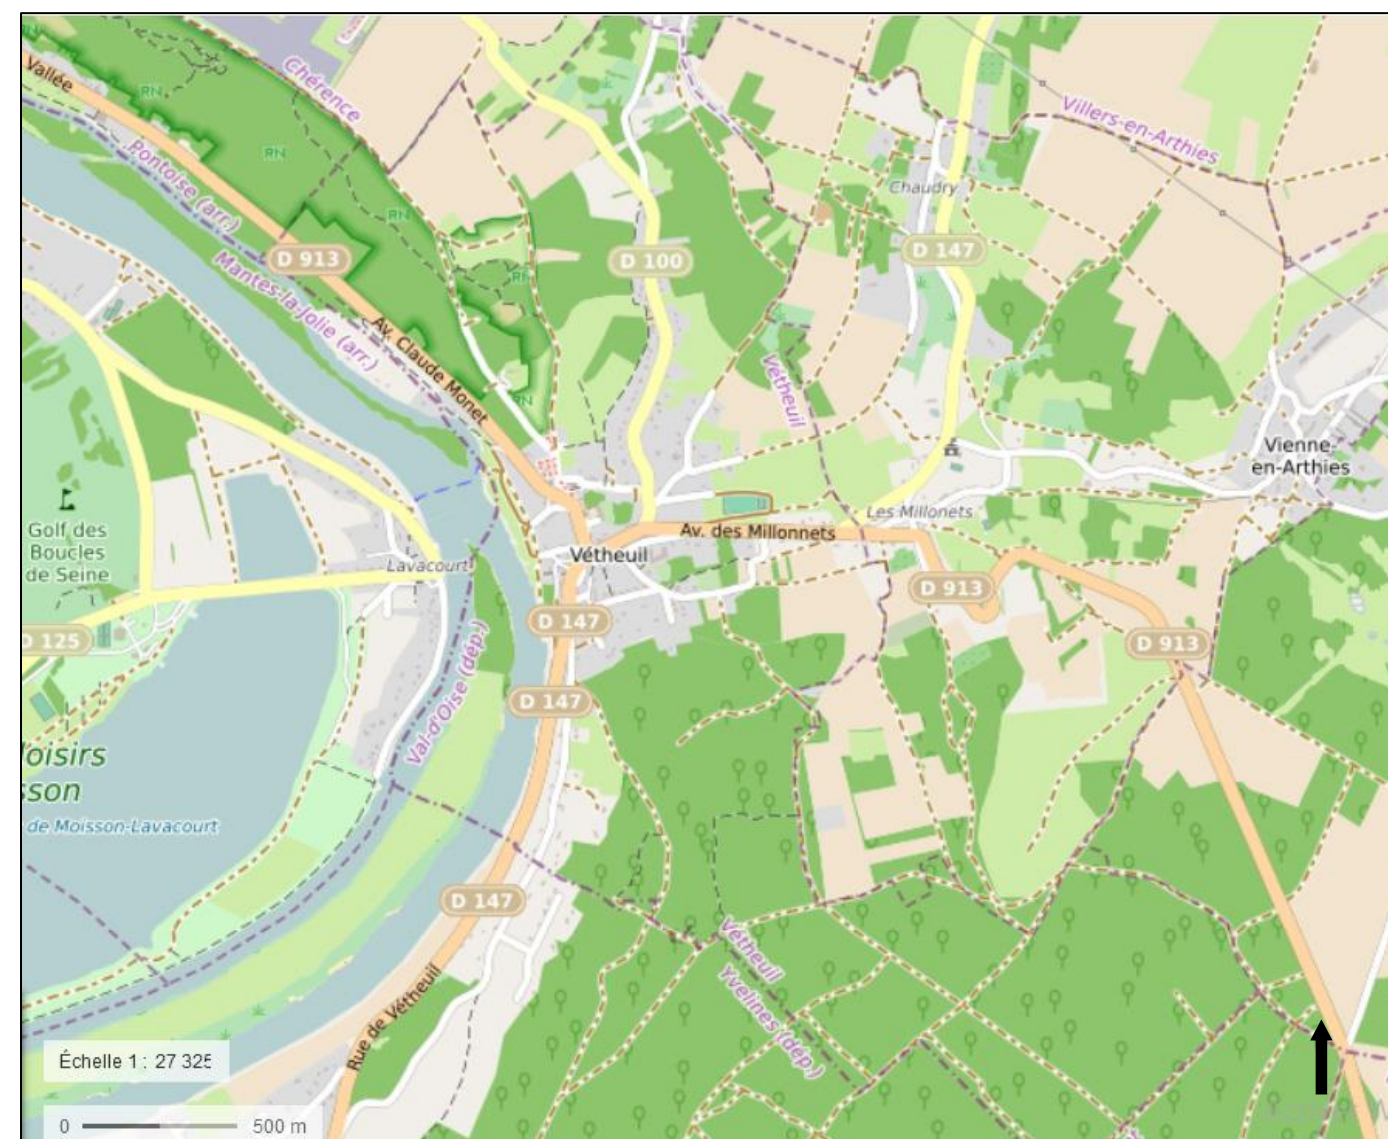 Vallée
Chérence
RN
Villers-en-Arthies
Pontoise (arr.)
RN
Chaudry
RN
D 913
D 100
D 147
Mantes-la-Jolie (arr.)
RN
Av. Claude Monet
Vétheuil
RN
Vienne-
en-Arthies
Golf des
Boucles
de Seine
Les Millonets
Av. des Millonnets
Vétheuil
Lavacourt
D 913
D 147
D 125
D 913
Val-d'Oise (dép.)
D 147
loisirs
sson
de Moisson-Lavacourt
D 147
Vétheuil
Yvelines (dép.)
Rue de Vétheuil
Échelle 1 : 27 325
0 500 m